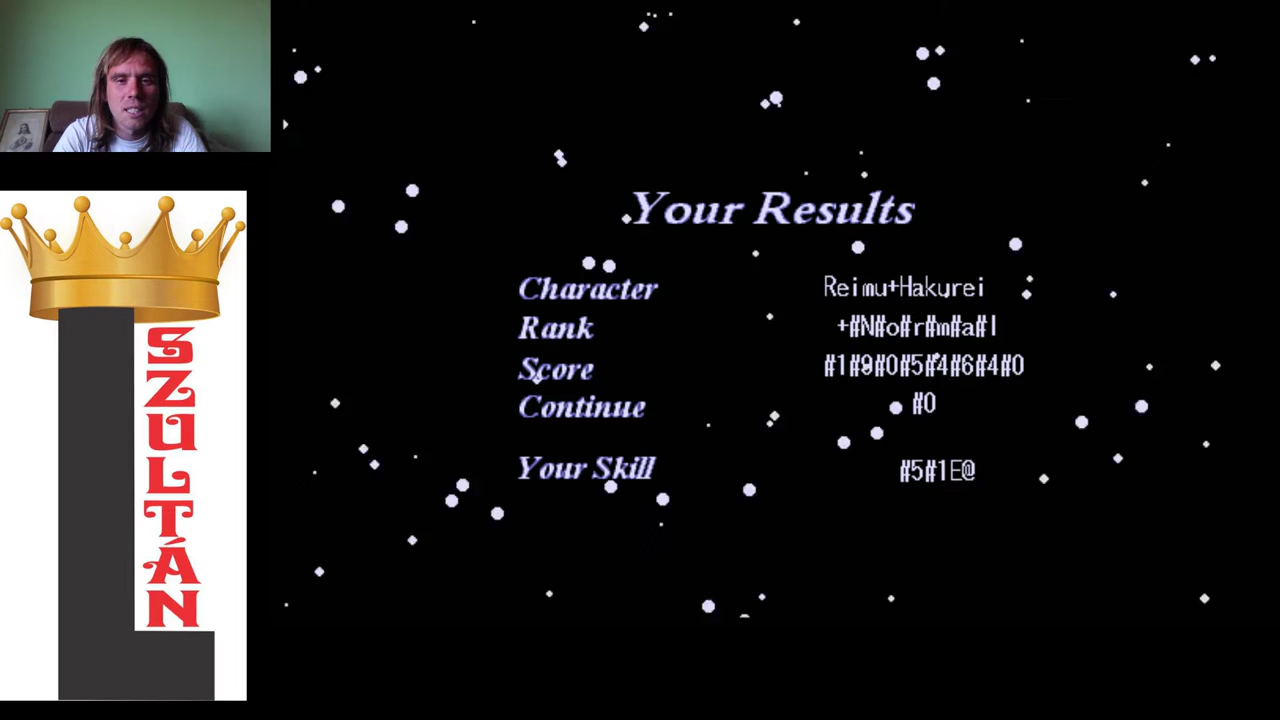 SZULTÁN
L
Your Results
Character Reimu+Hakurei
Rank +#N#o#r#m#a#l
Score #1#9#0#5#4#6#4#0
Continue #0
Your Skill #5#1E@